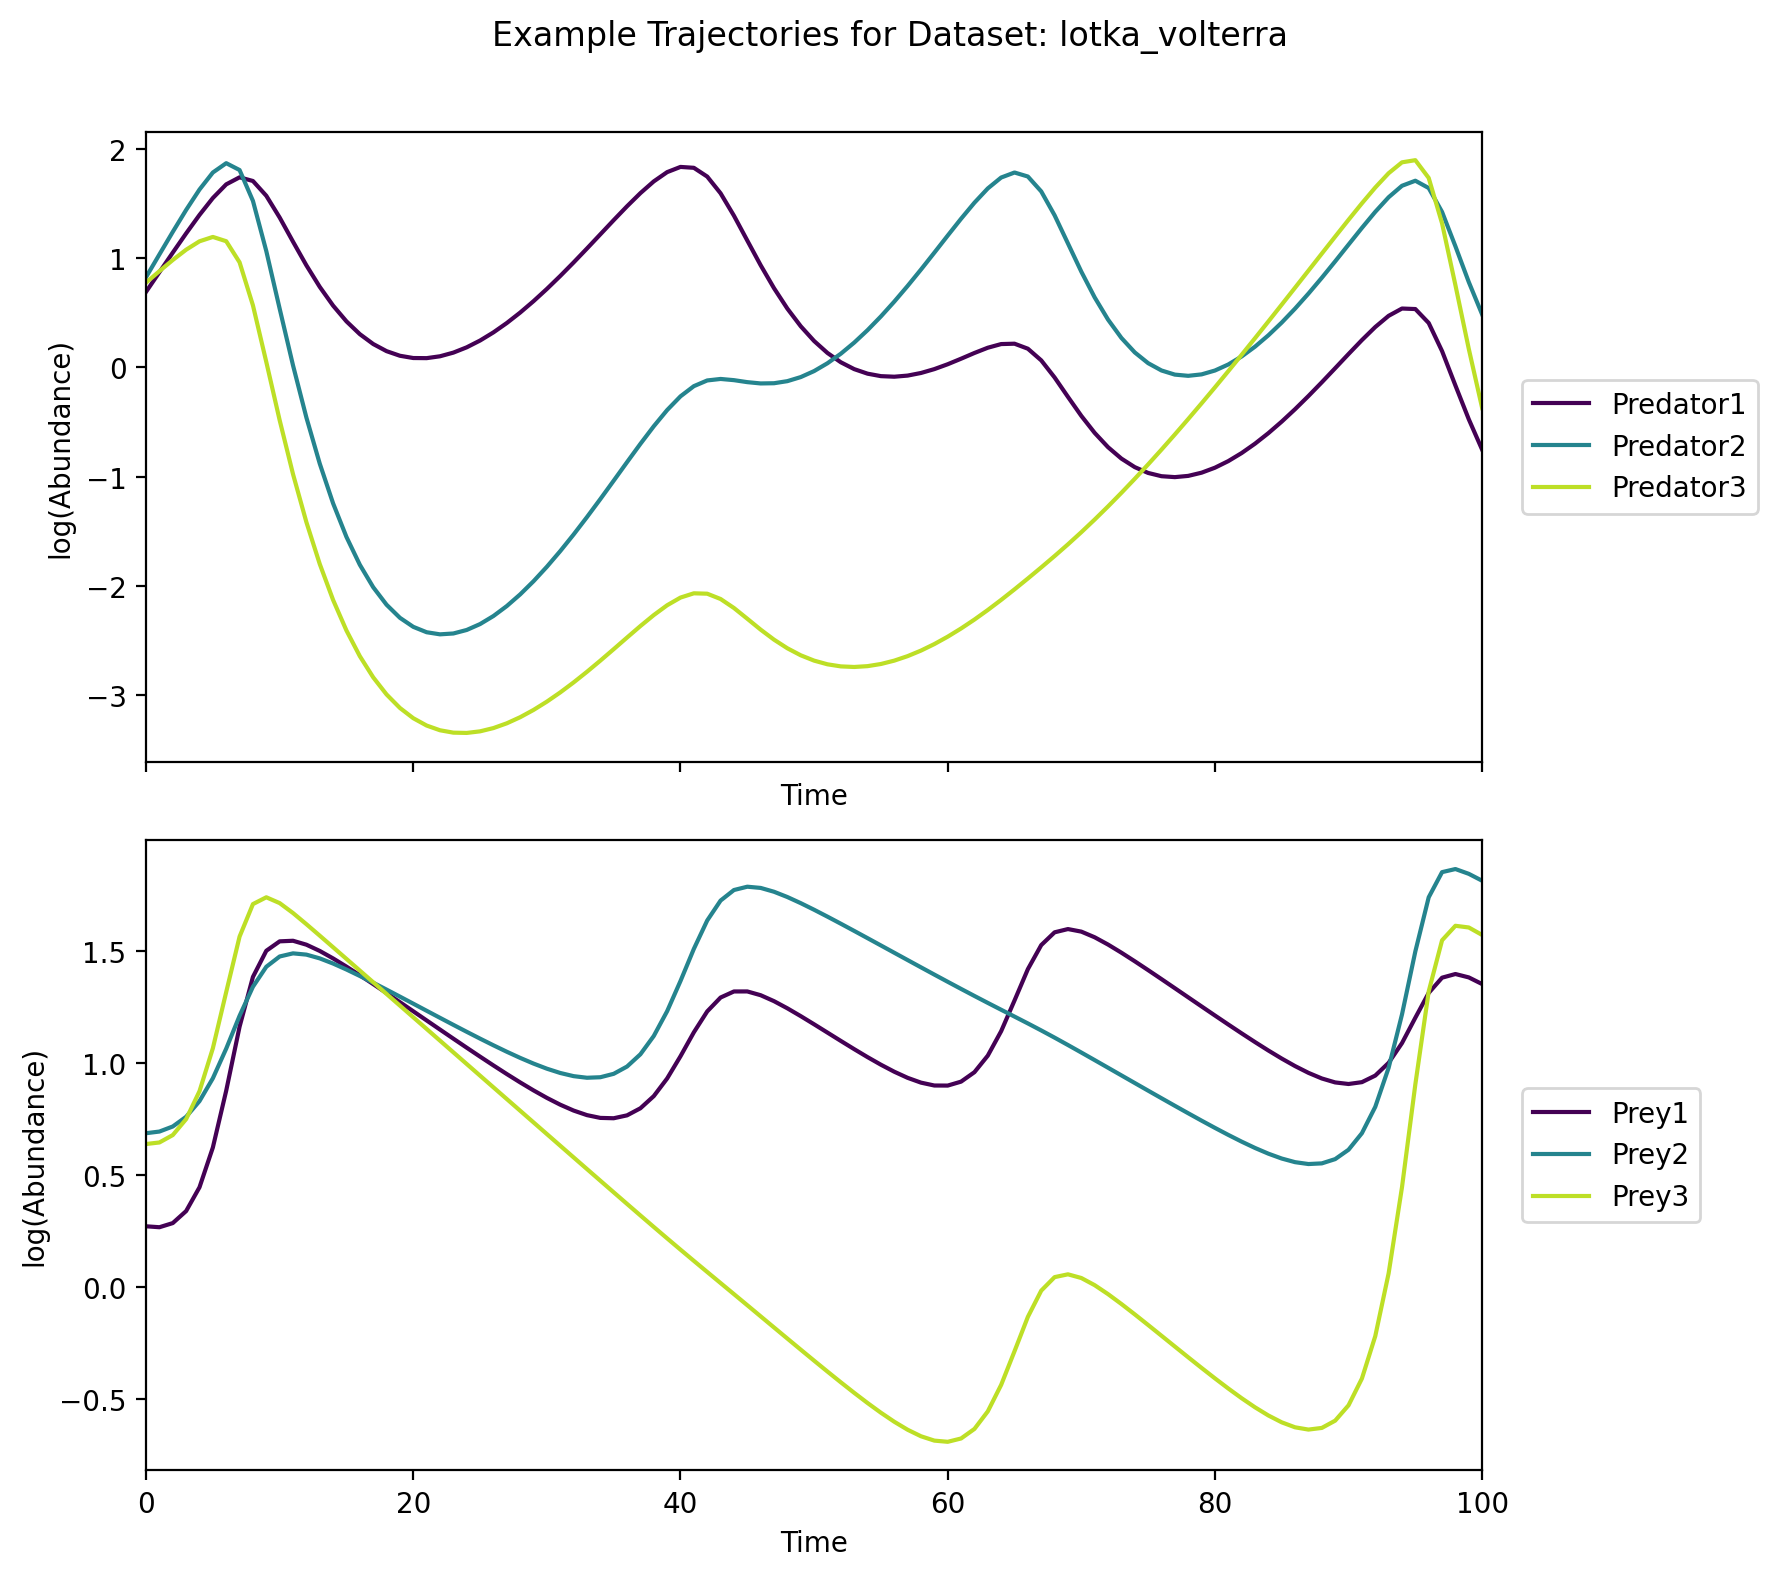 Example Trajectories for Dataset: lotka_volterra
2
1
0
−1
−2
−3
log(Abundance)
Time
Predator1
Predator2
Predator3
1.5
1.0
0.5
0.0
−0.5
log(Abundance)
0 20 40 60 80 100
Time
Prey1
Prey2
Prey3